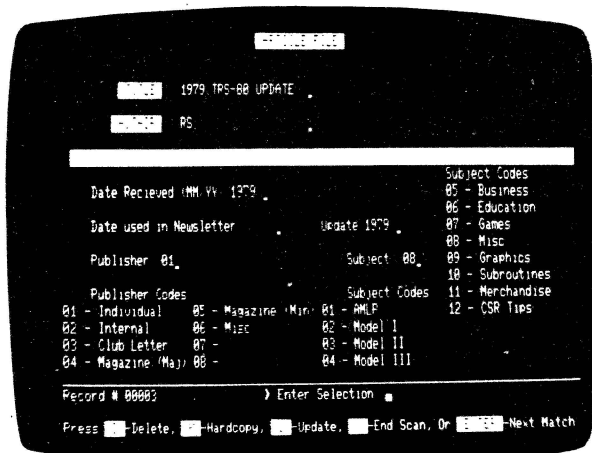 ARTICLE FILE
TITLE 1979 TRS-80 UPDATE .
AUTHOR RS .
Date Recieved (MM/YY) 1979 .
Date used in Newsletter . Update 1979 .
Publisher 01. Subject 08.
Subject Codes
05 - Business
06 - Education
07 - Games
08 - Misc
09 - Graphics
10 - Subroutines
11 - Merchandise
12 - CSR Tips
Publisher Codes
01 - Individual 05 - Magazine (Min)
02 - Internal 06 - Misc
03 - Club Letter 07 -
04 - Magazine (Maj) 08 -
Subject Codes
01 - AMLP
02 - Model I
03 - Model II
04 - Model III
Record # 00003 ) Enter Selection
Press -Delete, -Hardcopy, -Update, -End Scan, Or -Next Match